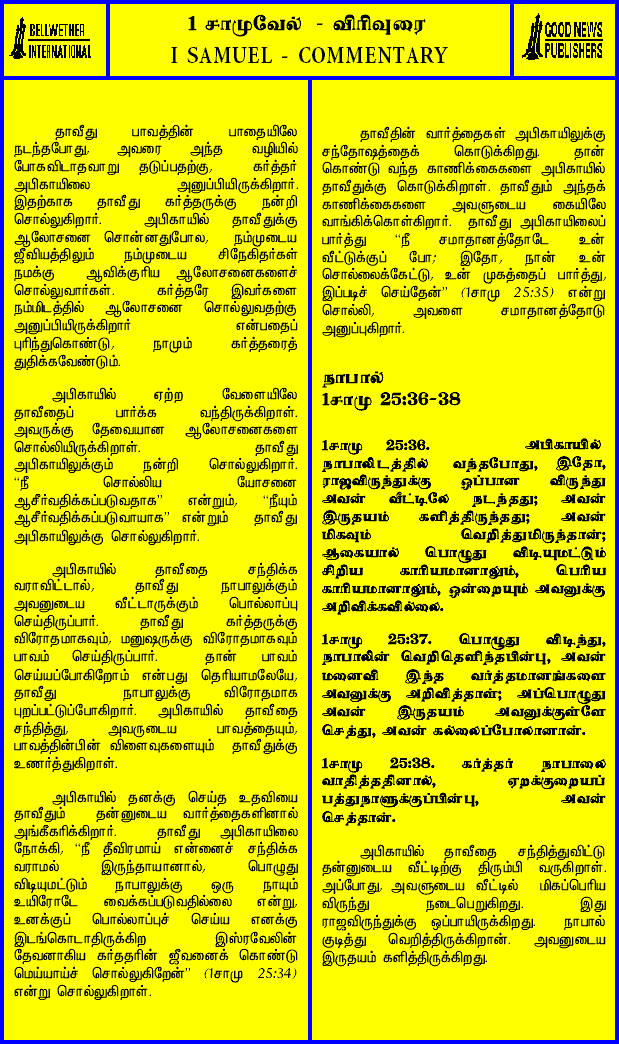 BELLWETHER
INTERNATIONAL
1 சாமுவேல் - விரிவுரை
I SAMUEL - COMMENTARY
GOOD NEWS
PUBLISHERS
தாவீது பாவத்தின் பாதையிலே
நடந்தபோது, அவரை அந்த வழியில்
போகவிடாதவாறு தடுப்பதற்கு, கர்த்தர்
அபிகாயிலை அனுப்பியிருக்கிறார்.
இதற்காக தாவீது கர்த்தருக்கு நன்றி
சொல்லுகிறார். அபிகாயில் தாவீதுக்கு
ஆலோசனை சொன்னதுபோல, நம்முடைய
ஜீவியத்திலும் நம்முடைய சிநேகிதர்கள்
நமக்கு ஆவிக்குரிய ஆலோசனைகளைச்
சொல்லுவார்கள். கர்த்தரே இவர்களை
நம்மிடத்தில் ஆலோசனை சொல்லுவதற்கு
அனுப்பியிருக்கிறார் என்பதைப்
புரிந்துகொண்டு, நாமும் கர்த்தரைத்
துதிக்கவேண்டும்.
அபிகாயில் ஏற்ற வேளையிலே
தாவீதைப் பார்க்க வந்திருக்கிறாள்.
அவருக்கு தேவையான ஆலோசனைகளை
சொல்லியிருக்கிறாள். தாவீது
அபிகாயிலுக்கும் நன்றி சொல்லுகிறார்.
“நீ சொல்லிய யோசனை
ஆசீர்வதிக்கப்படுவதாக” என்றும், “நீயும்
ஆசீர்வதிக்கப்படுவாயாக” என்றும் தாவீது
அபிகாயிலுக்கு சொல்லுகிறார்.
அபிகாயில் தாவீதை சந்திக்க
வராவிட்டால், தாவீது நாபாலுக்கும்
அவனுடைய வீட்டாருக்கும் பொல்லாப்பு
செய்திருப்பார். தாவீது கர்த்தருக்கு
விரோதமாகவும், மனுஷருக்கு விரோதமாகவும்
பாவம் செய்திருப்பார். தான் பாவம்
செய்யப்போகிறோம் என்பது தெரியாமலேயே,
தாவீது நாபாலுக்கு விரோதமாக
புறப்பட்டுப்போகிறார். அபிகாயில் தாவீதை
சந்தித்து, அவருடைய பாவத்தையும்,
பாவத்தின்பின் விளைவுகளையும் தாவீதுக்கு
உணர்த்துகிறாள்.
அபிகாயில் தனக்கு செய்த உதவியை
தாவீதும் தன்னுடைய வார்த்தைகளினால்
அங்கீகரிக்கிறார். தாவீது அபிகாயிலை
நோக்கி, “நீ தீவிரமாய் என்னைச் சந்திக்க
வராமல் இருந்தாயானால், பொழுது
விடியுமட்டும் நாபாலுக்கு ஒரு நாயும்
உயிரோடே வைக்கப்படுவதில்லை என்று,
உனக்குப் பொல்லாப்புச் செய்ய எனக்கு
இடங்கொடாதிருக்கிற இஸ்ரவேலின்
தேவனாகிய கர்த்தரின் ஜீவனைக் கொண்டு
மெய்யாய்ச் சொல்லுகிறேன்” (1சாமு 25:34)
என்று சொல்லுகிறாள்.
தாவீதின் வார்த்தைகள் அபிகாயிலுக்கு
சந்தோஷத்தைக் கொடுக்கிறது. தான்
கொண்டு வந்த காணிக்கைகளை அபிகாயில்
தாவீதுக்கு கொடுக்கிறாள். தாவீதும் அந்தக்
காணிக்கைகளை அவளுடைய கையிலே
வாங்கிக்கொள்கிறார். தாவீது அபிகாயிலைப்
பார்த்து “நீ சமாதானத்தோடே உன்
வீட்டுக்குப் போ; இதோ, நான் உன்
சொல்லைக்கேட்டு, உன் முகத்தைப் பார்த்து,
இப்படிச் செய்தேன்” (1சாமு 25:35) என்று
சொல்லி, அவளை சமாதானத்தோடு
அனுப்புகிறார்.
நாபால்
1சாமு 25:36-38
1சாமு 25:36. அபிகாயில்
நாபாலிடத்தில் வந்தபோது, இதோ,
ராஜவிருந்துக்கு ஒப்பான விருந்து
அவன் வீட்டிலே நடந்தது; அவன்
இருதயம் களித்திருந்தது; அவன்
மிகவும் வெறித்துமிருந்தான்;
ஆகையால் பொழுது விடியுமட்டும்
சிறிய காரியமானாலும், பெரிய
காரியமானாலும், ஒன்றையும் அவனுக்கு
அறிவிக்கவில்லை.
1சாமு 25:37. பொழுது விடிந்து,
நாபாலின் வெறிதெளிந்தபின்பு, அவன்
மனைவி இந்த வர்த்தமானங்களை
அவனுக்கு அறிவித்தாள்; அப்பொழுது
அவன் இருதயம் அவனுக்குள்ளே
செத்து, அவன் கல்லைப்போலானான்.
1சாமு 25:38. கர்த்தர் நாபாலை
வாதித்ததினால், ஏறக்குறையப்
பத்துநாளுக்குப்பின்பு, அவன்
செத்தான்.
அபிகாயில் தாவீதை சந்தித்துவிட்டு
தன்னுடைய வீட்டிற்கு திரும்பி வருகிறாள்.
அப்போது, அவளுடைய வீட்டில் மிகப்பெரிய
விருந்து நடைபெறுகிறது. இது
ராஜவிருந்துக்கு ஒப்பாயிருக்கிறது. நாபால்
குடித்து வெறித்திருக்கிறான். அவனுடைய
இருதயம் களித்திருக்கிறது.